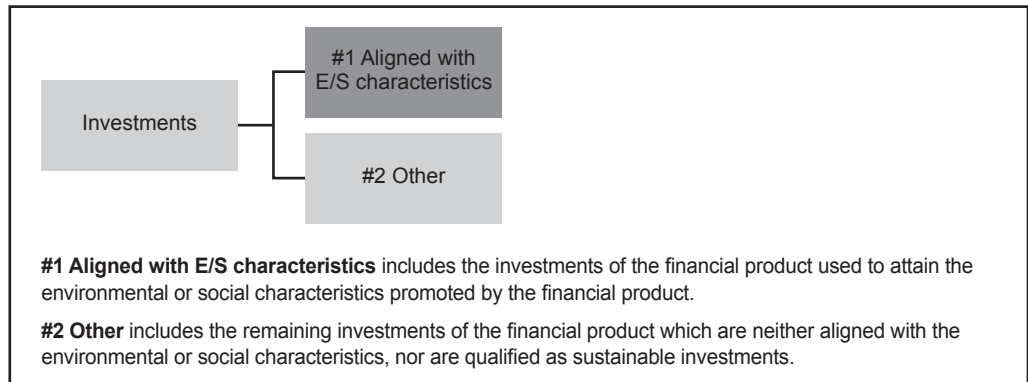 #1 Aligned with
E/S characteristics
Investments
#2 Other
#1 Aligned with E/S characteristics includes the investments of the financial product used to attain the
environmental or social characteristics promoted by the financial product.
#2 Other includes the remaining investments of the financial product which are neither aligned with the
environmental or social characteristics, nor are qualified as sustainable investments.